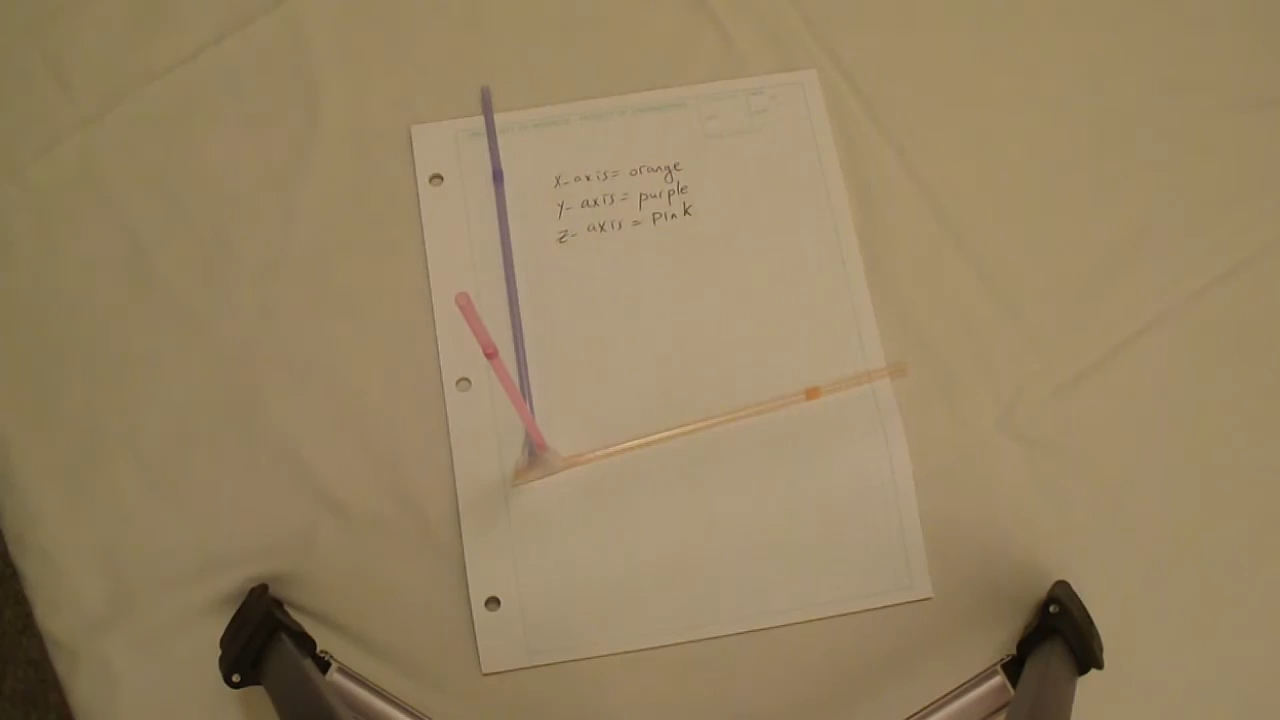 x-axis= orange
y- axis = purple
z- axis = pink